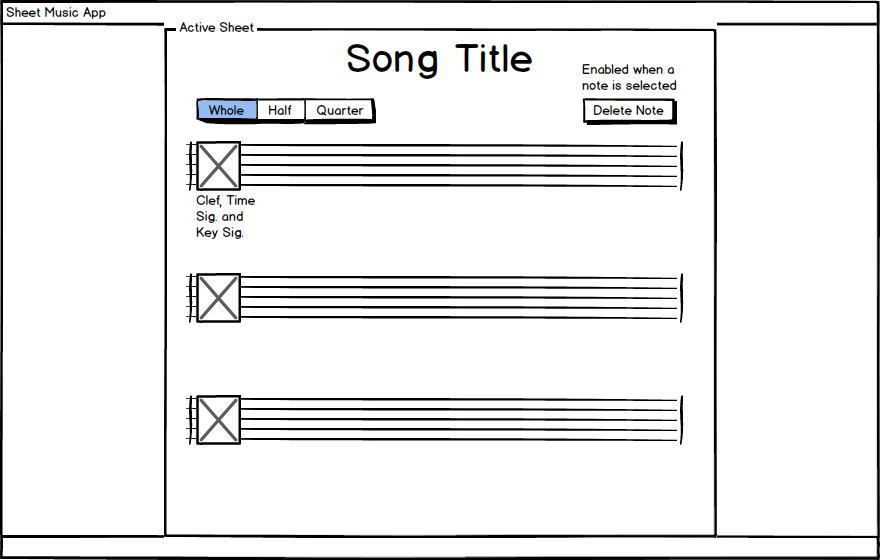 Sheet Music App
Active Sheet
Song Title
Enabled when a
note is selected
Whole Half Quarter
Delete Note
Clef, Time
Sig. and
Key Sig.